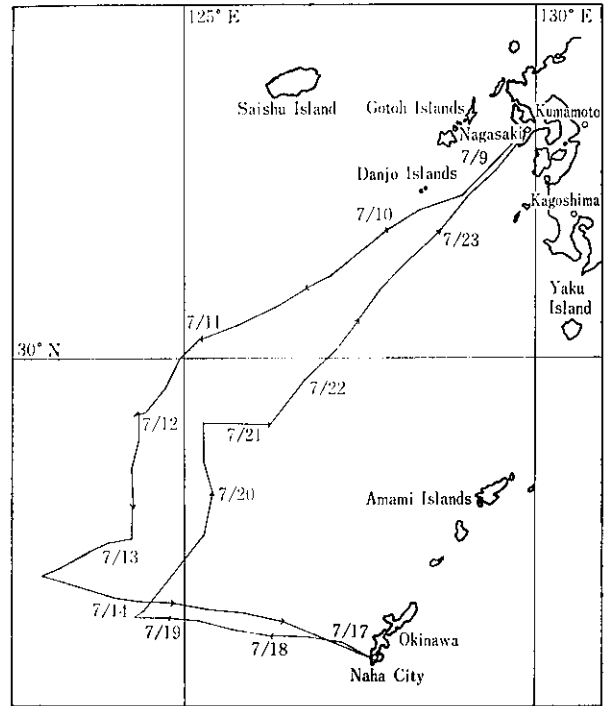 125° E
130° E
Saishu Island
Gotoh Islands
Kumamoto
Nagasaki
7/9
Danjo Islands
Kagoshima
7/10
7/23
Yaku
Island
7/11
30° N
7/22
7/12
7/21
7/20
Amami Islands
7/13
7/14
7/19
7/18
7/17
Okinawa
Naha City